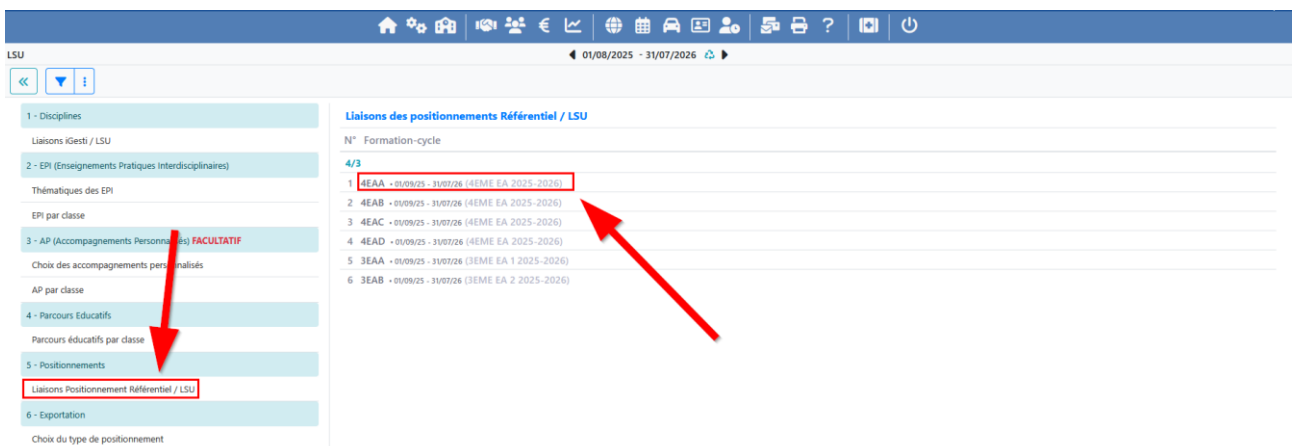 LSU
01/08/2025 - 31/07/2026
1 - Disciplines
Liaisons iGesti / LSU
2 - EPI (Enseignements Pratiques Interdisciplinaires)
Thématiques des EPI
EPI par classe
3 - AP (Accompagnements Personnalisés) FACULTATIF
Choix des accompagnements personnalisés
AP par classe
4 - Parcours Educatifs
Parcours éducatifs par classe
5 - Positionnements
Liaisons Positionnement Référentiel / LSU
6 - Exportation
Choix du type de positionnement
Liaisons des positionnements Référentiel / LSU
N° Formation-cycle
4/3
1 4EAA • 01/09/25 - 31/07/26 (4EME EA 2025-2026)
2 4EAB • 01/09/25 - 31/07/26 (4EME EA 2025-2026)
3 4EAC • 01/09/25 - 31/07/26 (4EME EA 2025-2026)
4 4EAD • 01/09/25 - 31/07/26 (4EME EA 2025-2026)
5 3EAA • 01/09/25 - 31/07/26 (3EME EA 1 2025-2026)
6 3EAB • 01/09/25 - 31/07/26 (3EME EA 2 2025-2026)